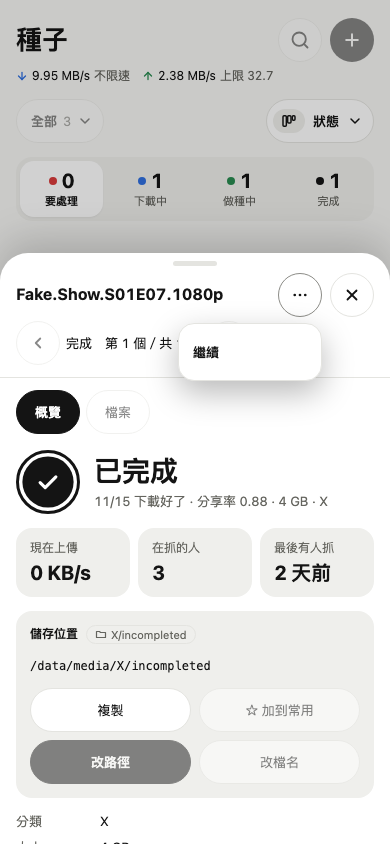 種子
9.95 MB/s 不限速 2.38 MB/s 上限 32.7
全部 3
狀態
0 1 1 1
要處理 下載中 做種中 完成
Fake.Show.S01E07.1080p
完成 第 1 個 / 共
繼續
概覽 檔案
已完成
11/15 下載好了 · 分享率 0.88 · 4 GB · X
現在上傳 在抓的人 最後有人抓
0 KB/s 3 2 天前
儲存位置 X/incompleted
/data/media/X/incompleted
複製 加到常用
改路徑 改檔名
分類 X